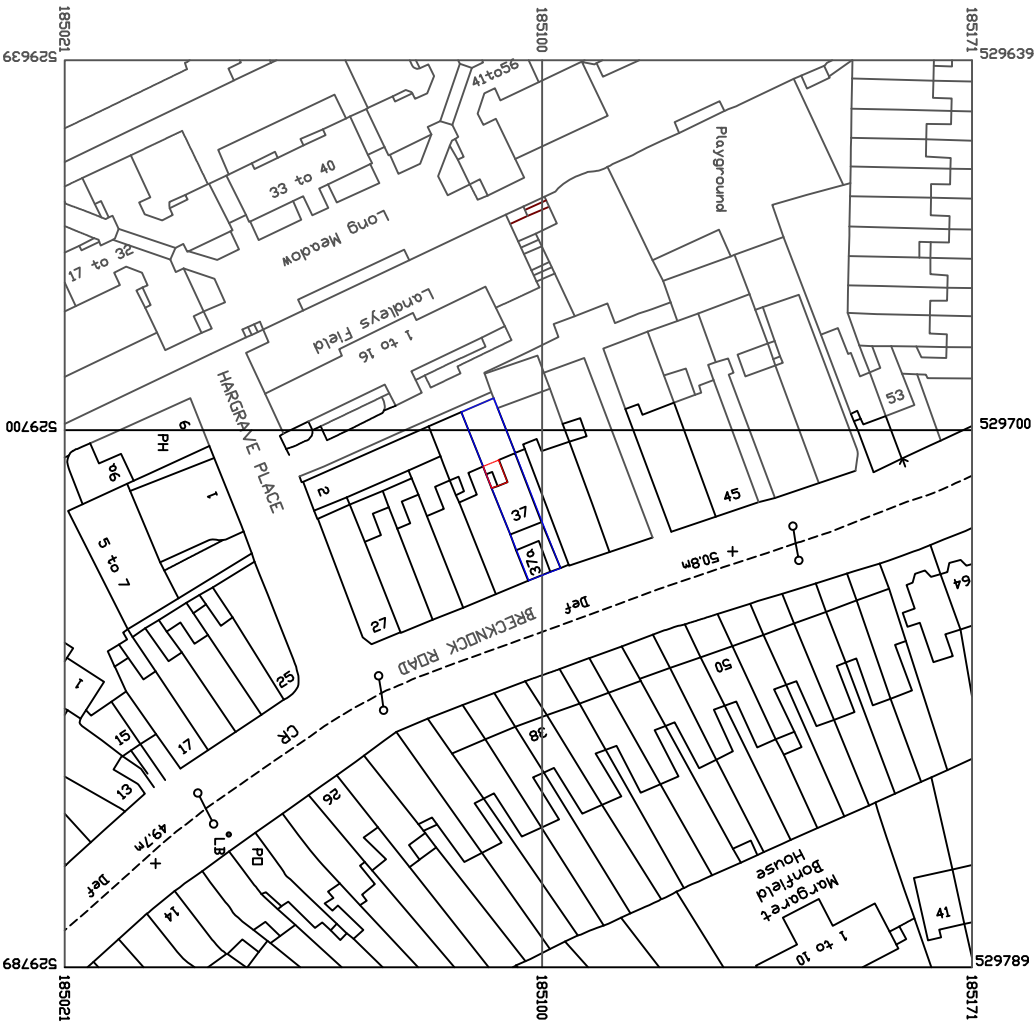 185021
185100
185171
529639
529639
41to56
Playground
33 to 40
Long Meadow
17 to 32
Landleys Field
1 to 16
HARGRAVE PLACE
53
529700
529700
6
PH
9a
1
2
45
37
37a
5 to 7
50.8m
Def
BRECKNOCK ROAD
27
64
25
50
1
15
17
CR
38
13
26
49.7m
LB
PO
Def
14
Margaret
Bonfield
House
1 to 10
41
529789
529789
185021
185100
185171